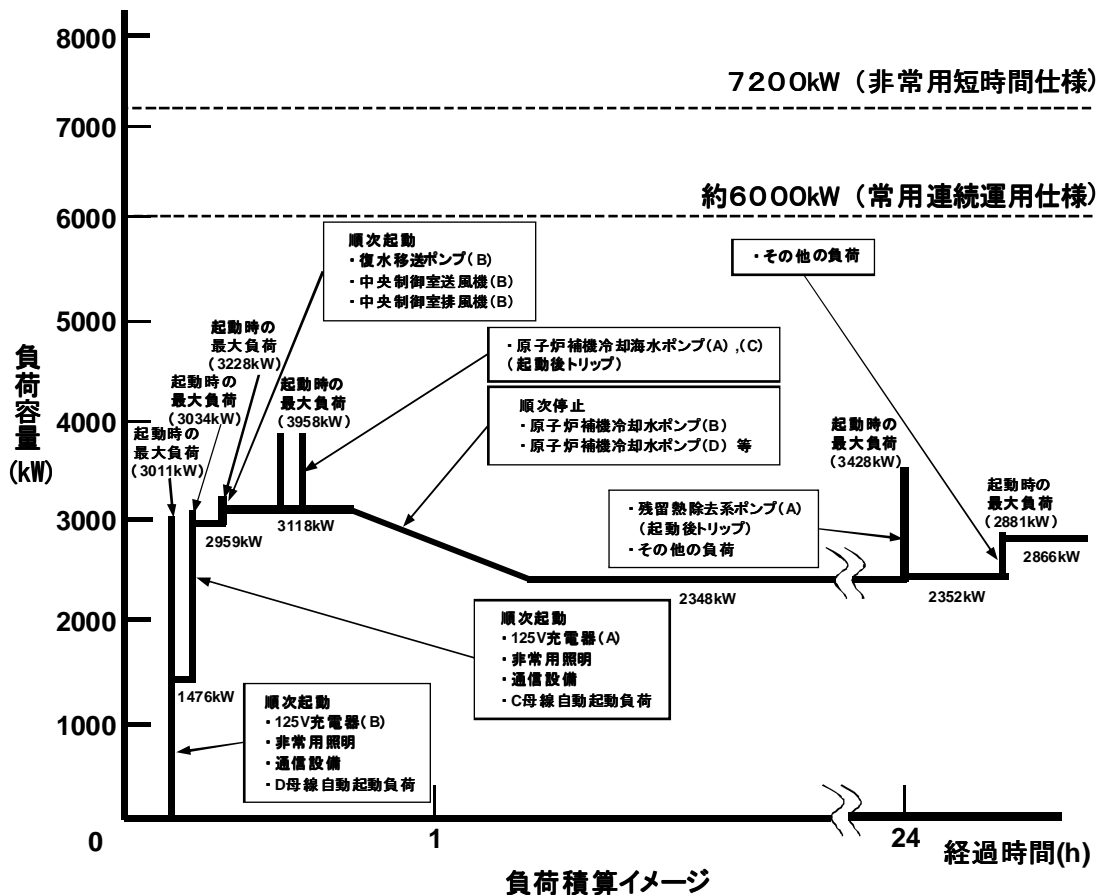 8000
7200kW (非常用短時間仕様)
7000
約6000kW (常用連続運用仕様)
6000
順次起動
・復水移送ポンプ(B)
・中央制御室送風機(B)
・中央制御室排風機(B)
・その他の負荷
5000
起動時の
最大負荷
(3228kW)
・原子炉補機冷却海水ポンプ(A),(C)
(起動後トリップ)
負荷容量
(kW)
起動時の
最大負荷
(3034kW)
起動時の
最大負荷
(3958kW)
順次停止
・原子炉補機冷却水ポンプ(B)
・原子炉補機冷却水ポンプ(D) 等
4000
起動時の
最大負荷
(3011kW)
起動時の
最大負荷
(3428kW)
起動時の
最大負荷
(2881kW)
・残留熱除去系ポンプ(A)
(起動後トリップ)
・その他の負荷
3000
2959kW
3118kW
2866kW
2348kW
2352kW
2000
順次起動
・125V充電器(A)
・非常用照明
・通信設備
・C母線自動起動負荷
1476kW
順次起動
・125V充電器(B)
・非常用照明
・通信設備
・D母線自動起動負荷
1000
0
1
24
経過時間(h)
負荷積算イメージ